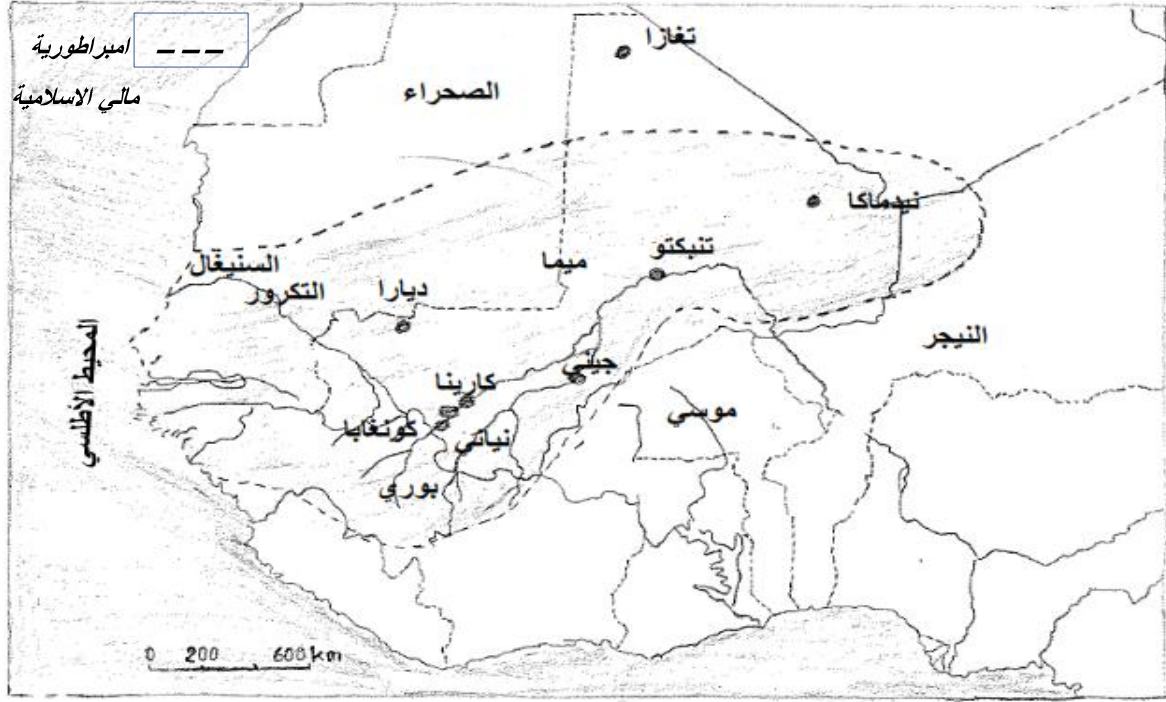 امبراطورية
مالي الاسلامية
تغازا
الصحراء
نيدماكا
تنبكتو
ميما
السنيغال
التكرور
ديارا
النيجر
المحيط الأطلسي
جيني
كارينا
موسي
كونغابا
نياني
بوري
0 200 600 km